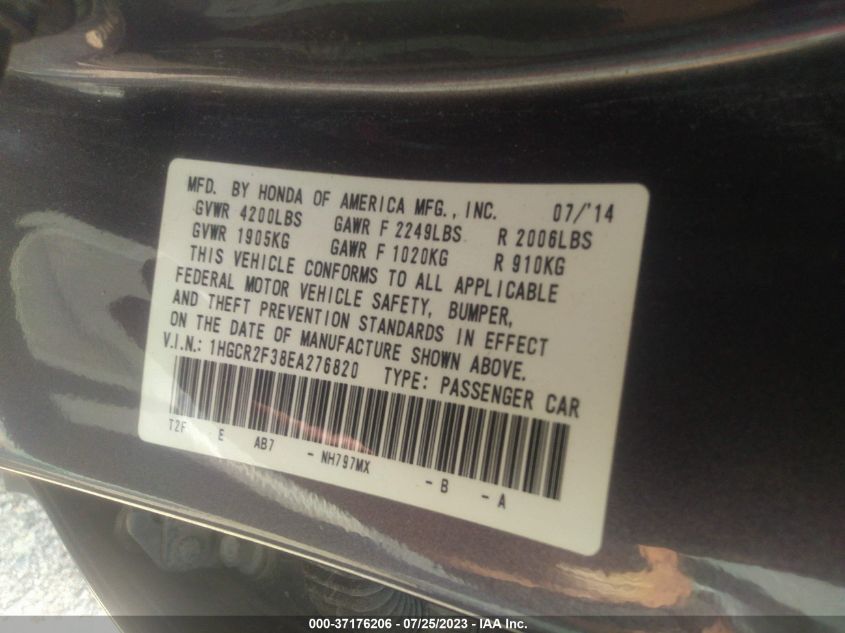 MFD. BY HONDA OF AMERICA MFG., INC. 07/'14
GVWR 4200LBS GAWR F 2249LBS R 2006LBS
GVWR 1905KG GAWR F 1020KG R 910KG
THIS VEHICLE CONFORMS TO ALL APPLICABLE
FEDERAL MOTOR VEHICLE SAFETY, BUMPER,
AND THEFT PREVENTION STANDARDS IN EFFECT
ON THE DATE OF MANUFACTURE SHOWN ABOVE.
V.I.N.: 1HGCR2F38EA276820 TYPE: PASSENGER CAR
T2F E AB7 - NH797MX - B - A
000-37176206 - 07/25/2023 - IAA Inc.